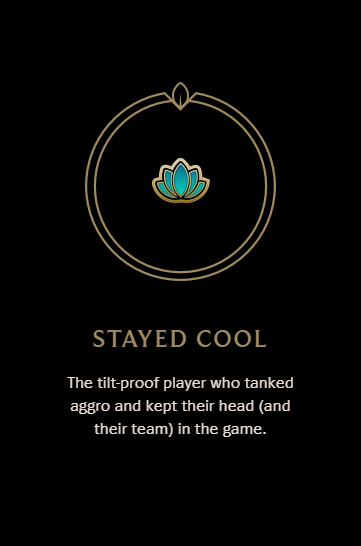 STAYED COOL
The tilt-proof player who tanked
aggro and kept their head (and
their team) in the game.